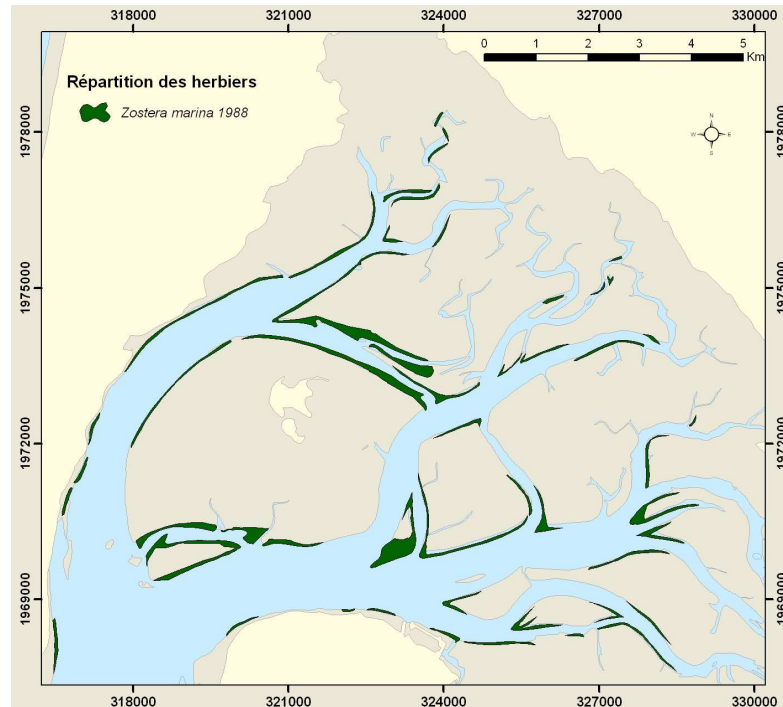 318000 321000 324000 327000 330000
0 1 2 3 4 5
Km
Répartition des herbiers
Zostera marina 1988
N
W E
S
1978000 1978000
1975000 1975000
1972000 1972000
1969000 1969000
318000 321000 324000 327000 330000